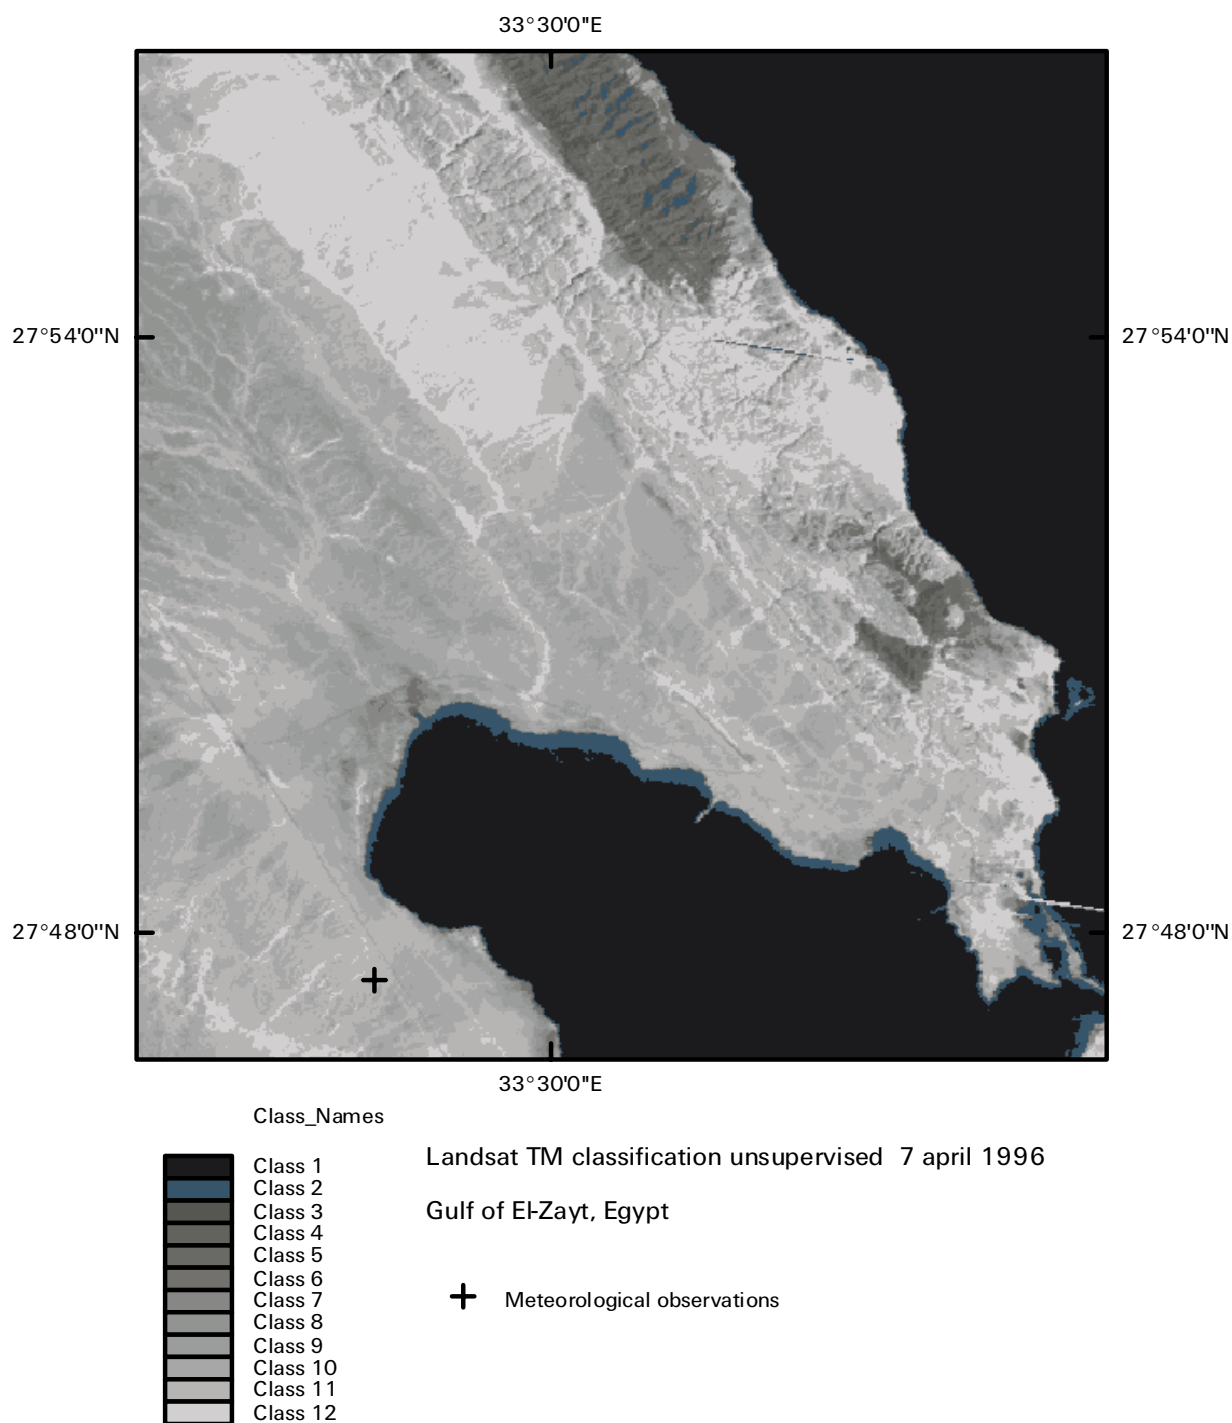 33°30'0"E
27°54'0"N
27°54'0"N
27°48'0"N
27°48'0"N
33°30'0"E
Class_Names
Class 1
Class 2
Class 3
Class 4
Class 5
Class 6
Class 7
Class 8
Class 9
Class 10
Class 11
Class 12
Landsat TM classification unsupervised 7 april 1996
Gulf of El-Zayt, Egypt
Meteorological observations